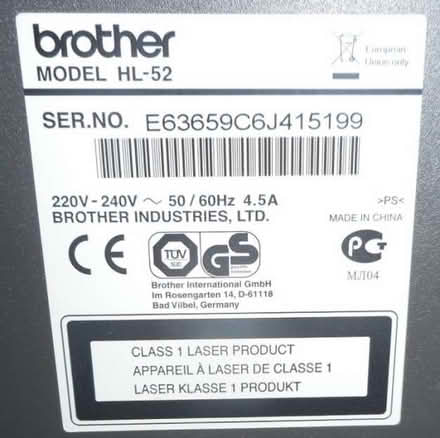 brother
MODEL HL-52
European
Union only
SER.NO. E63659C6J415199
220V-240V ~ 50/60Hz 4.5A
>PS<
BROTHER INDUSTRIES, LTD.
MADE IN CHINA
CE
TÜV
GS
PG
МЛ04
Brother International GmbH
Im Rosengarten 14, D-61118
Bad Vilbel, Germany
CLASS 1 LASER PRODUCT
APPAREIL À LASER DE CLASSE 1
LASER KLASSE 1 PRODUKT